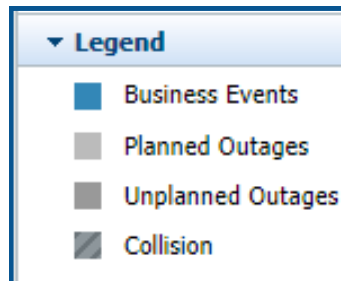 Legend
Business Events
Planned Outages
Unplanned Outages
Collision